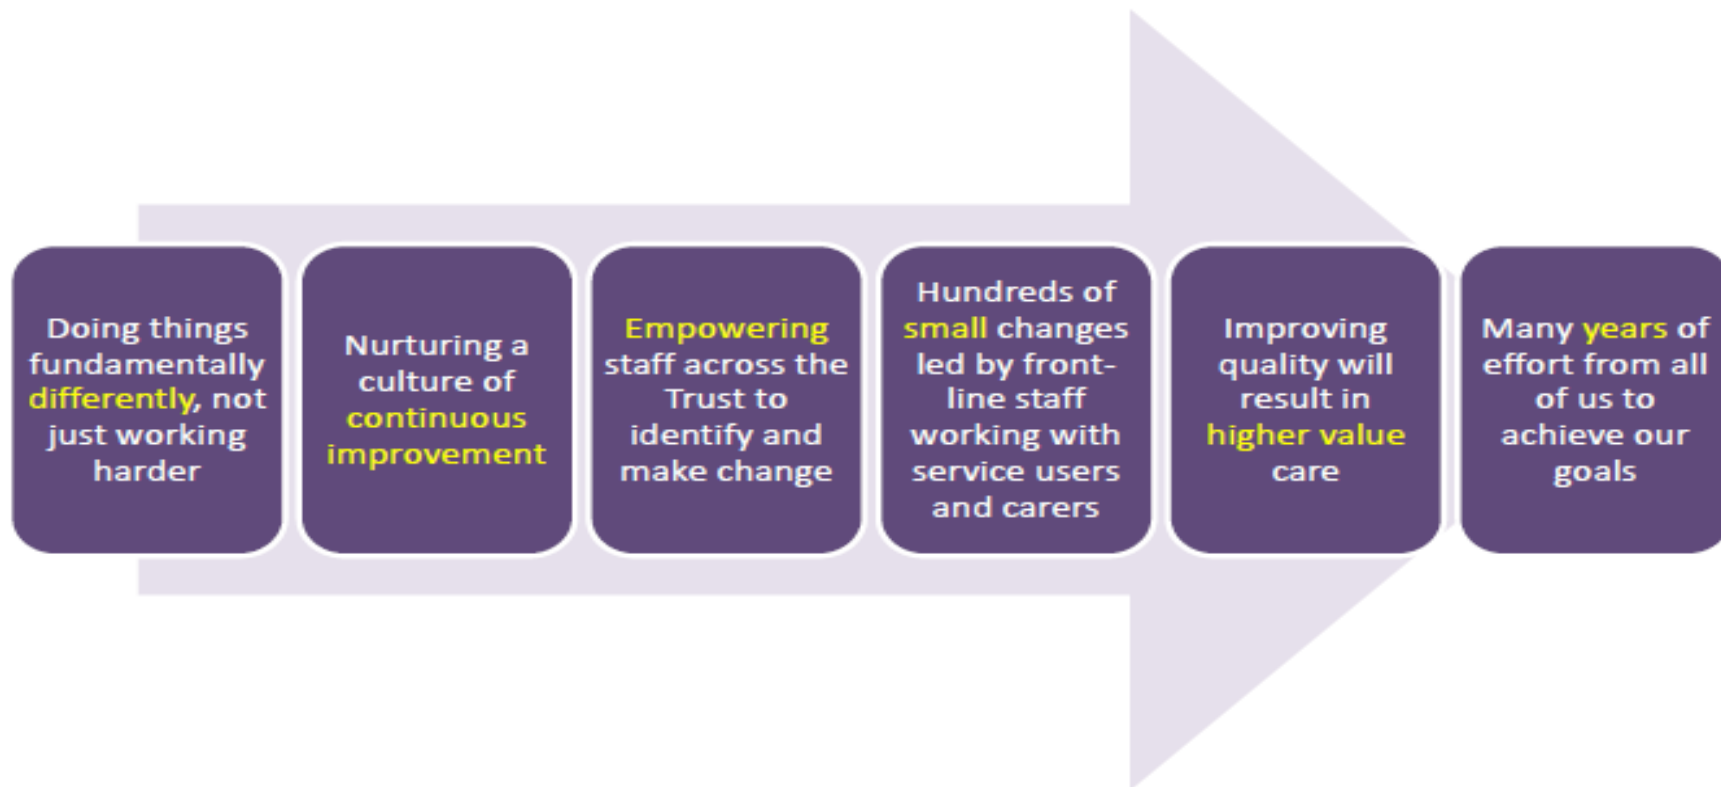 Doing things
fundamentally
differently, not
just working
harder
Nurturing a
culture of
continuous
improvement
Empowering
staff across the
Trust to
identify and
make change
Hundreds of
small changes
led by front-
line staff
working with
service users
and carers
Improving
quality will
result in
higher value
care
Many years of
effort from all
of us to
achieve our
goals